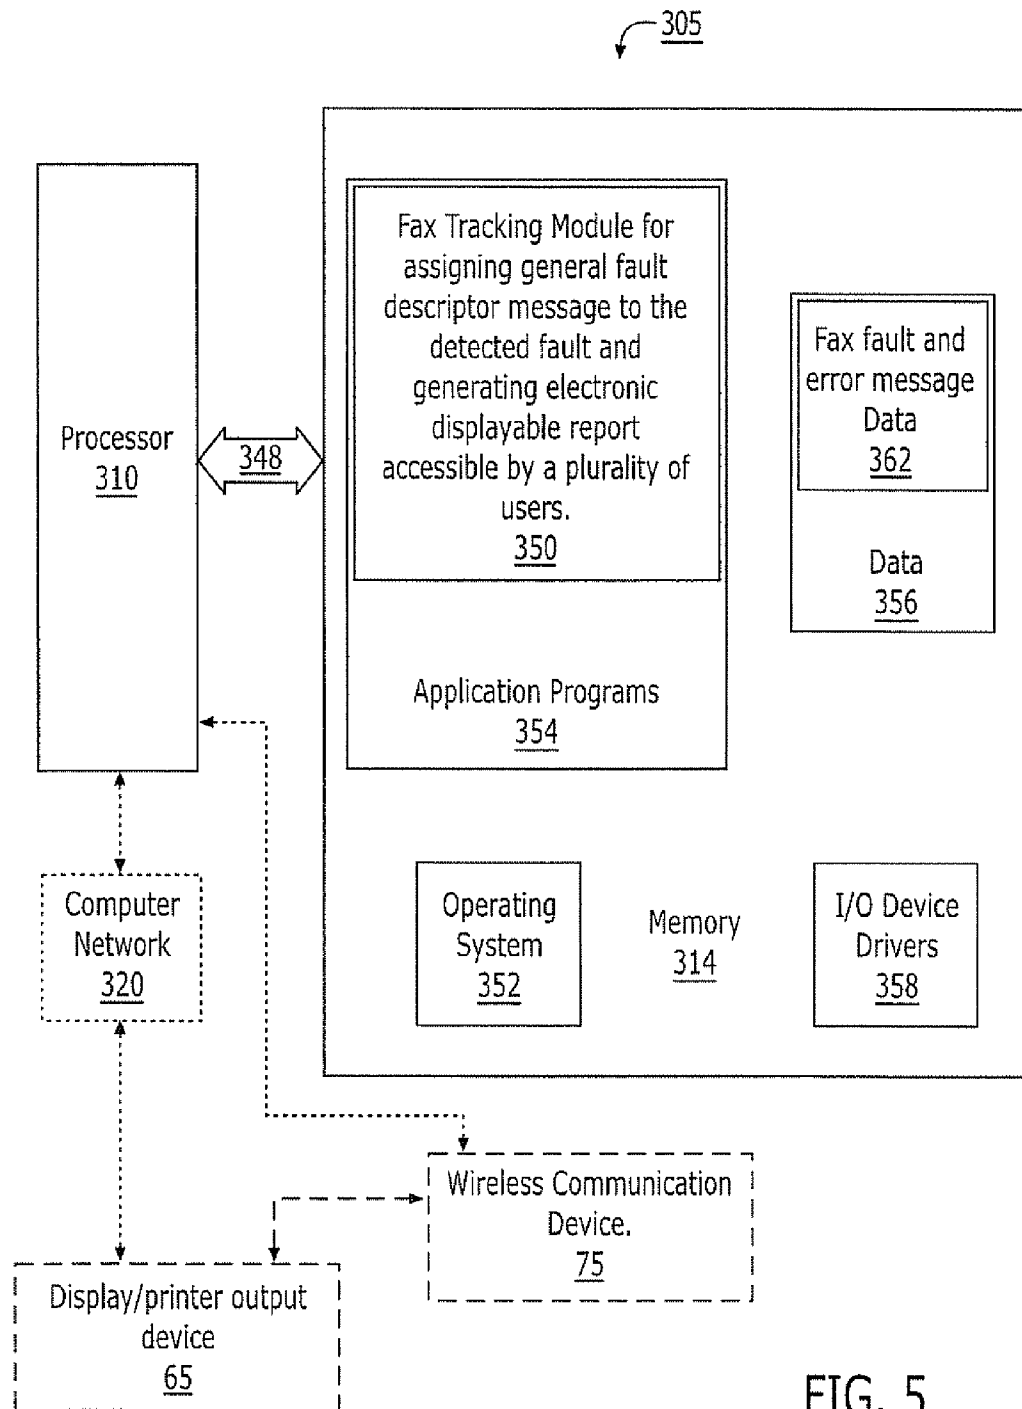 305
Processor
310
348
Fax Tracking Module for
assigning general fault
descriptor message to the
detected fault and
generating electronic
displayable report
accessible by a plurality of
users.
350
Application Programs
354
Fax fault and
error message
Data
362
Data
356
Operating
System
352
Memory
314
I/O Device
Drivers
358
Computer
Network
320
Wireless Communication
Device.
75
Display/printer output
device
65
FIG. 5